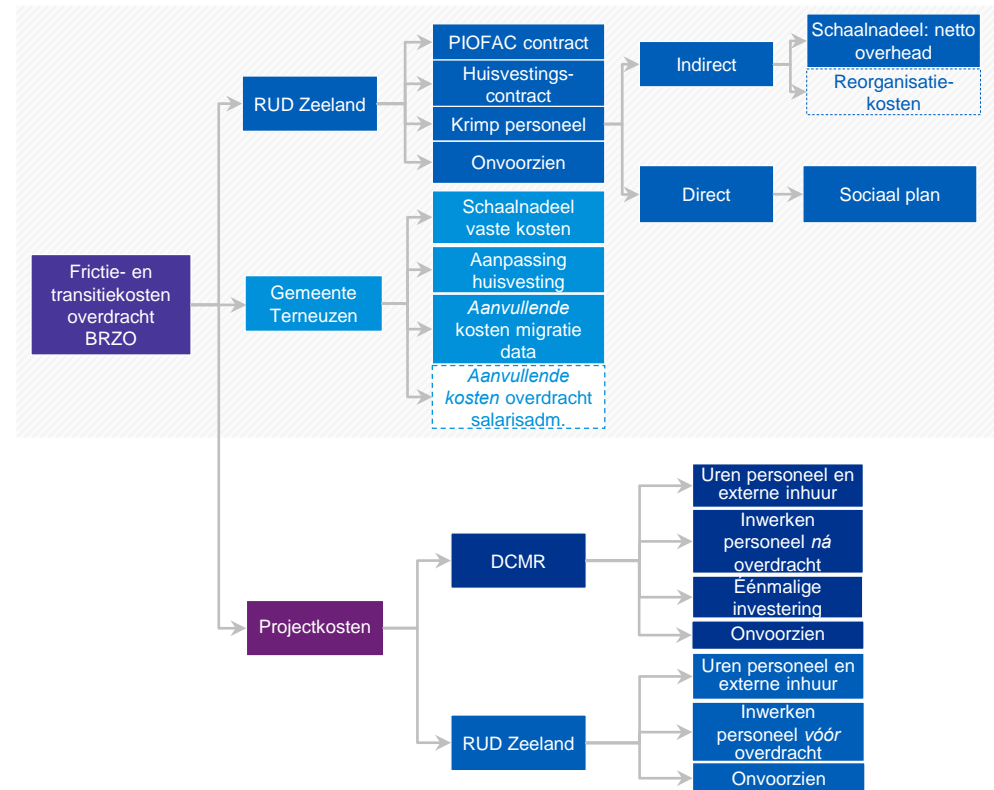 Frictie- en
transitiekosten
overdracht
BRZO
RUD Zeeland
PIOFAC contract
Huisvestings-
contract
Krimp personeel
Onvoorzien
Indirect
Schaalnadeel: netto
overhead
Reorganisatie-
kosten
Direct
Sociaal plan
Gemeente
Terneuzen
Schaalnadeel
vaste kosten
Aanpassing
huisvesting
Aanvullende
kosten migratie
data
Aanvullende
kosten overdracht
salarisadm.
Projectkosten
DCMR
Uren personeel en
externe inhuur
Inwerken
personeel ná
overdracht
Éénmalige
investering
Onvoorzien
RUD Zeeland
Uren personeel en
externe inhuur
Inwerken
personeel vóór
overdracht
Onvoorzien